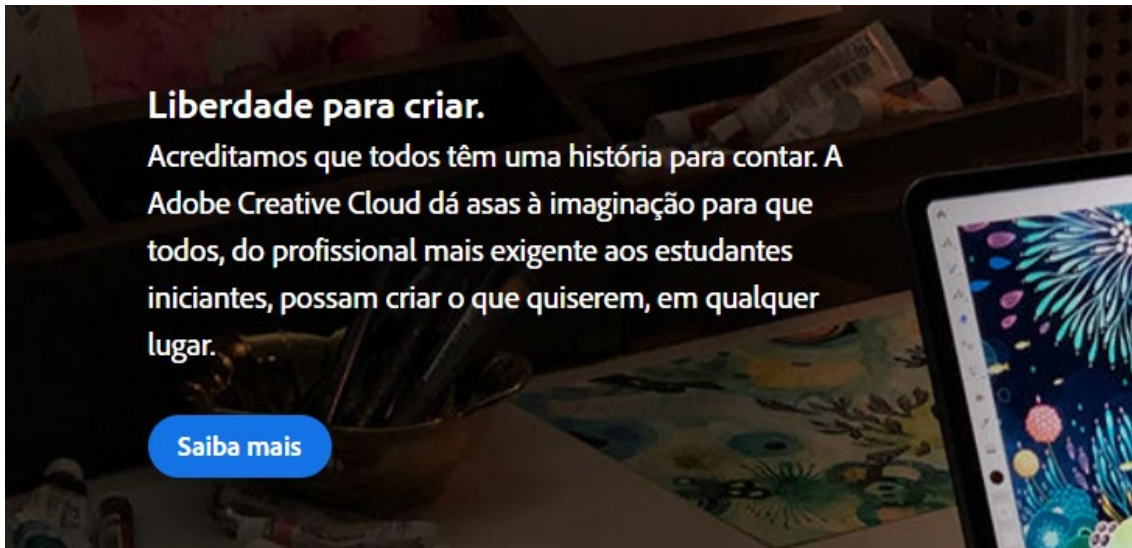 Liberdade para criar.
Acreditamos que todos têm uma história para contar. A
Adobe Creative Cloud dá asas à imaginação para que
todos, do profissional mais exigente aos estudantes
iniciantes, possam criar o que quiserem, em qualquer
lugar.
Saiba mais